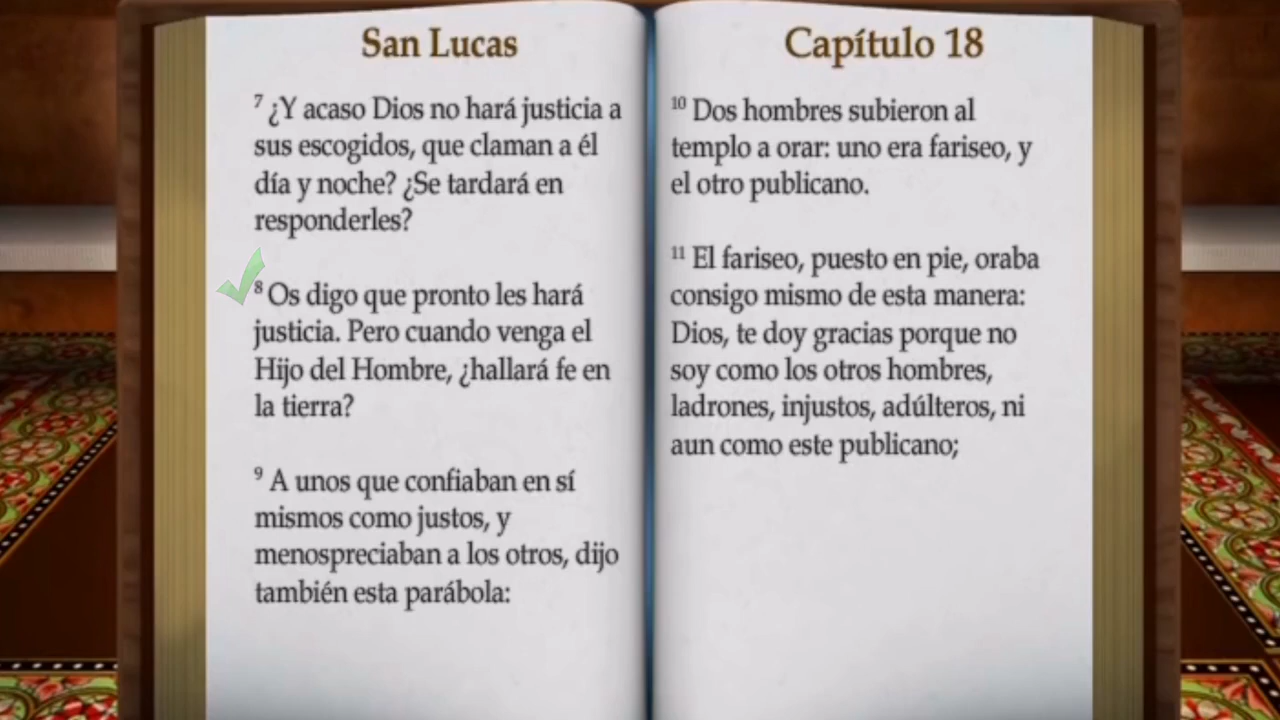 San Lucas
7 ¿Y acaso Dios no hará justicia a
sus escogidos, que claman a él
día y noche? ¿Se tardará en
responderles?
8 Os digo que pronto les hará
justicia. Pero cuando venga el
Hijo del Hombre, ¿hallará fe en
la tierra?
9 A unos que confiaban en sí
mismos como justos, y
menospreciaban a los otros, dijo
también esta parábola:
Capítulo 18
10 Dos hombres subieron al
templo a orar: uno era fariseo, y
el otro publicano.
11 El fariseo, puesto en pie, oraba
consigo mismo de esta manera:
Dios, te doy gracias porque no
soy como los otros hombres,
ladrones, injustos, adúlteros, ni
aun como este publicano;